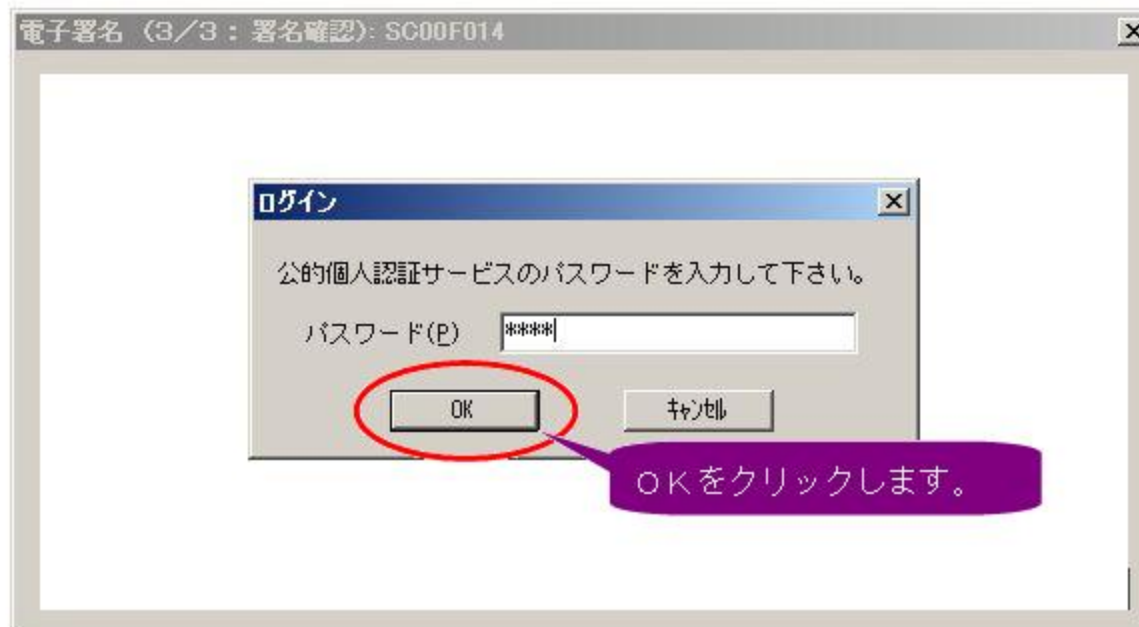 電子署名（3／3：署名確認）：SC00F014
ログイン
公的個人認証サービスのパスワードを入力して下さい。
パスワード(P) ****
OK キャンセル
ＯＫをクリックします。